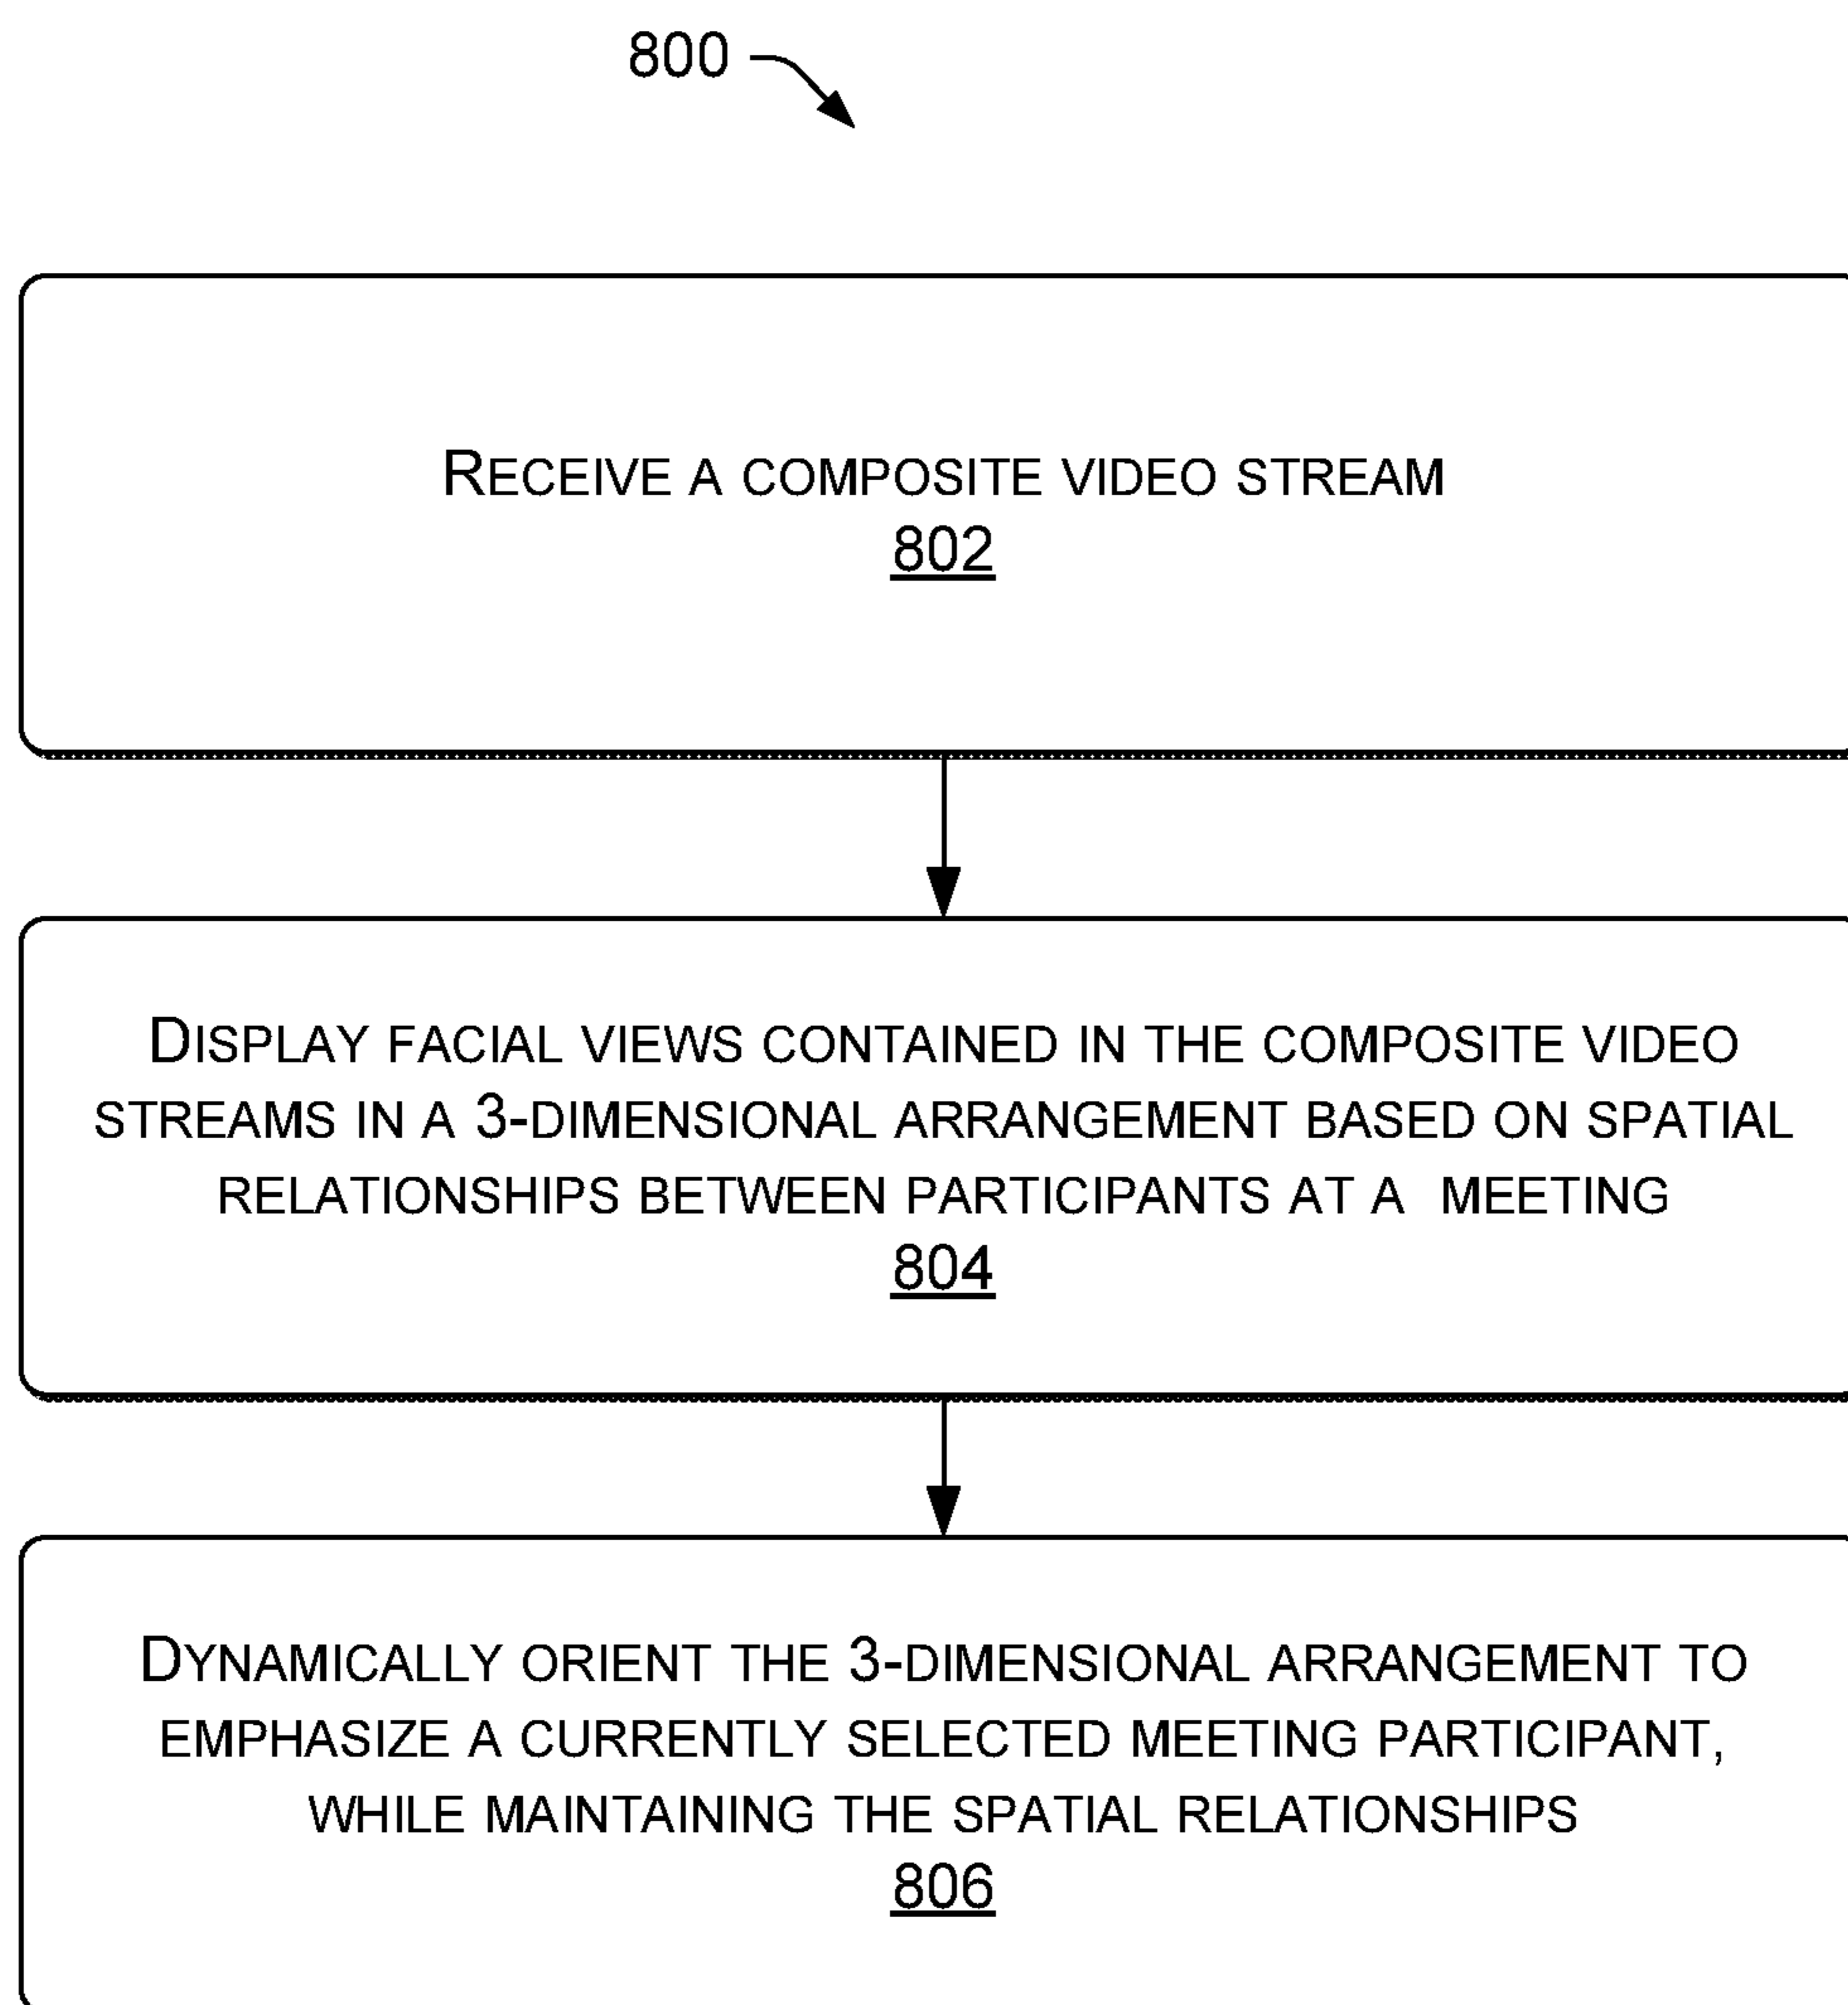 800
RECEIVE A COMPOSITE VIDEO STREAM
802
DISPLAY FACIAL VIEWS CONTAINED IN THE COMPOSITE VIDEO
STREAMS IN A 3-DIMENSIONAL ARRANGEMENT BASED ON SPATIAL
RELATIONSHIPS BETWEEN PARTICIPANTS AT A MEETING
804
DYNAMICALLY ORIENT THE 3-DIMENSIONAL ARRANGEMENT TO
EMPHASIZE A CURRENTLY SELECTED MEETING PARTICIPANT,
WHILE MAINTAINING THE SPATIAL RELATIONSHIPS
806